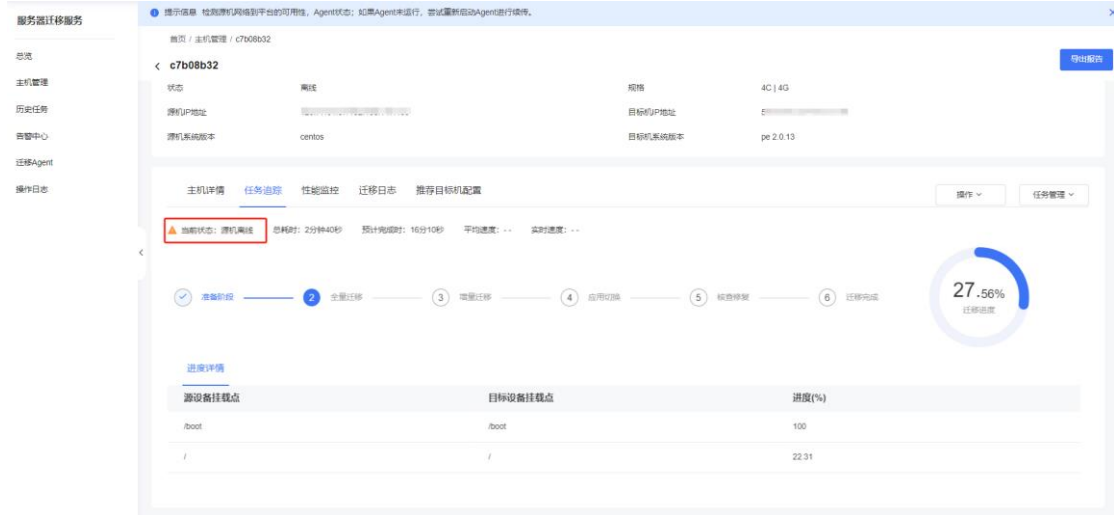 服务器迁移服务
总览
主机管理
历史任务
告警中心
迁移Agent
操作日志
提示信息 检测源机网络到平台的可用性，Agent状态；如果Agent未运行，尝试重新启动Agent进行续传。
首页 / 主机管理 / c7b08b32
c7b08b32
导出报告
状态 离线 规格 4C | 4G
源机IP地址 目标机IP地址
源机系统版本 centos 目标机系统版本 pe 2.0.13
主机详情 任务追踪 性能监控 迁移日志 推荐目标机配置 操作 任务管理
当前状态：源机离线 总耗时：2分钟40秒 预计完成时：16分10秒 平均速度：-- 实时速度：--
准备阶段 2 全量迁移 3 增量迁移 4 应用切换 5 核查修复 6 迁移完成
27.56%
迁移进度
进度详情
源设备挂载点 目标设备挂载点 进度(%)
/boot /boot 100
/ / 22.31